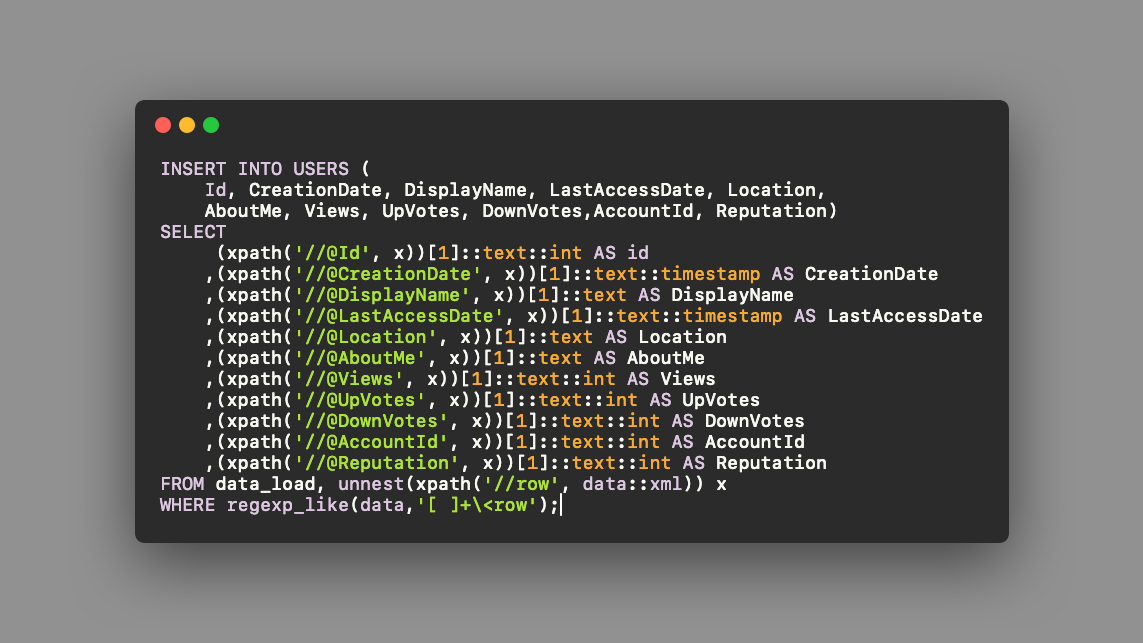 INSERT INTO USERS (
    Id, CreationDate, DisplayName, LastAccessDate, Location,
    AboutMe, Views, UpVotes, DownVotes,AccountId, Reputation)
SELECT
     (xpath('//@Id', x))[1]::text::int AS id
    ,(xpath('//@CreationDate', x))[1]::text::timestamp AS CreationDate
    ,(xpath('//@DisplayName', x))[1]::text AS DisplayName
    ,(xpath('//@LastAccessDate', x))[1]::text::timestamp AS LastAccessDate
    ,(xpath('//@Location', x))[1]::text AS Location
    ,(xpath('//@AboutMe', x))[1]::text AS AboutMe
    ,(xpath('//@Views', x))[1]::text::int AS Views
    ,(xpath('//@UpVotes', x))[1]::text::int AS UpVotes
    ,(xpath('//@DownVotes', x))[1]::text::int AS DownVotes
    ,(xpath('//@AccountId', x))[1]::text::int AS AccountId
    ,(xpath('//@Reputation', x))[1]::text::int AS Reputation
FROM data_load, unnest(xpath('//row', data::xml)) x
WHERE regexp_like(data,'[ ]+\<row');